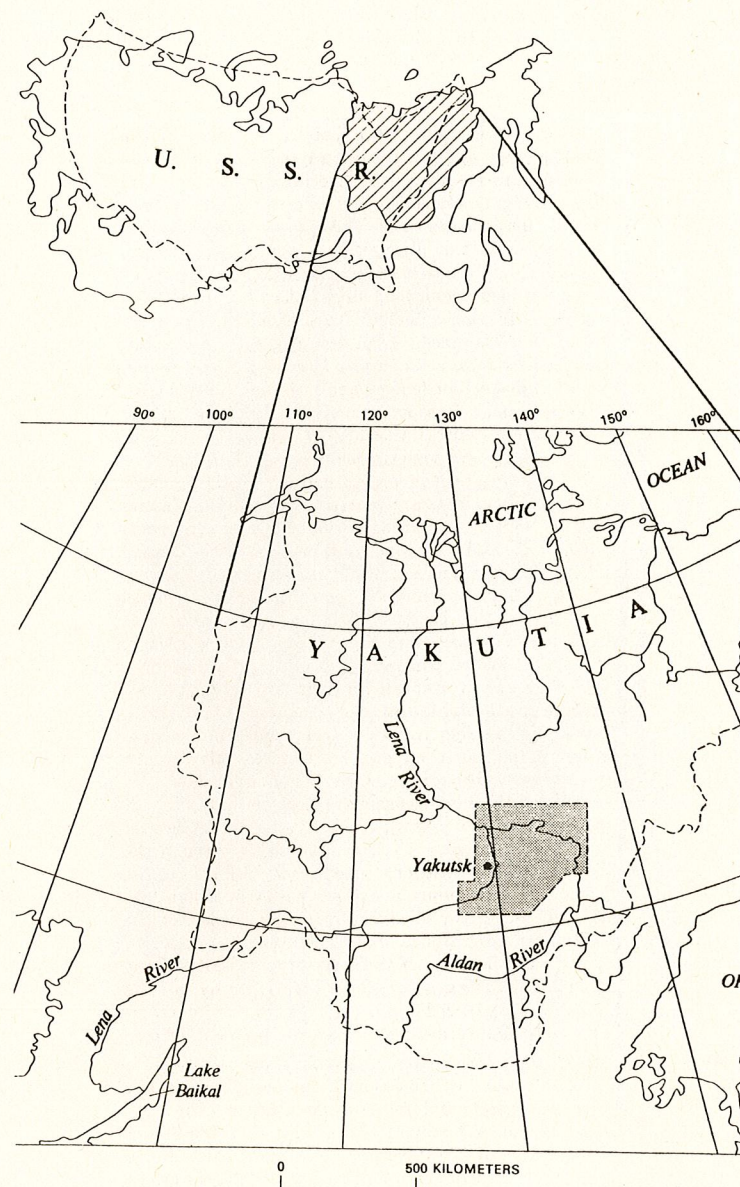 U. S. S. R.
90° 100° 110° 120° 130° 140° 150° 160°
OCEAN
ARCTIC
Y A K U T I A
Lena
River
Yakutsk
Aldan River
Lena River
Lake
Baikal
0 500 KILOMETERS